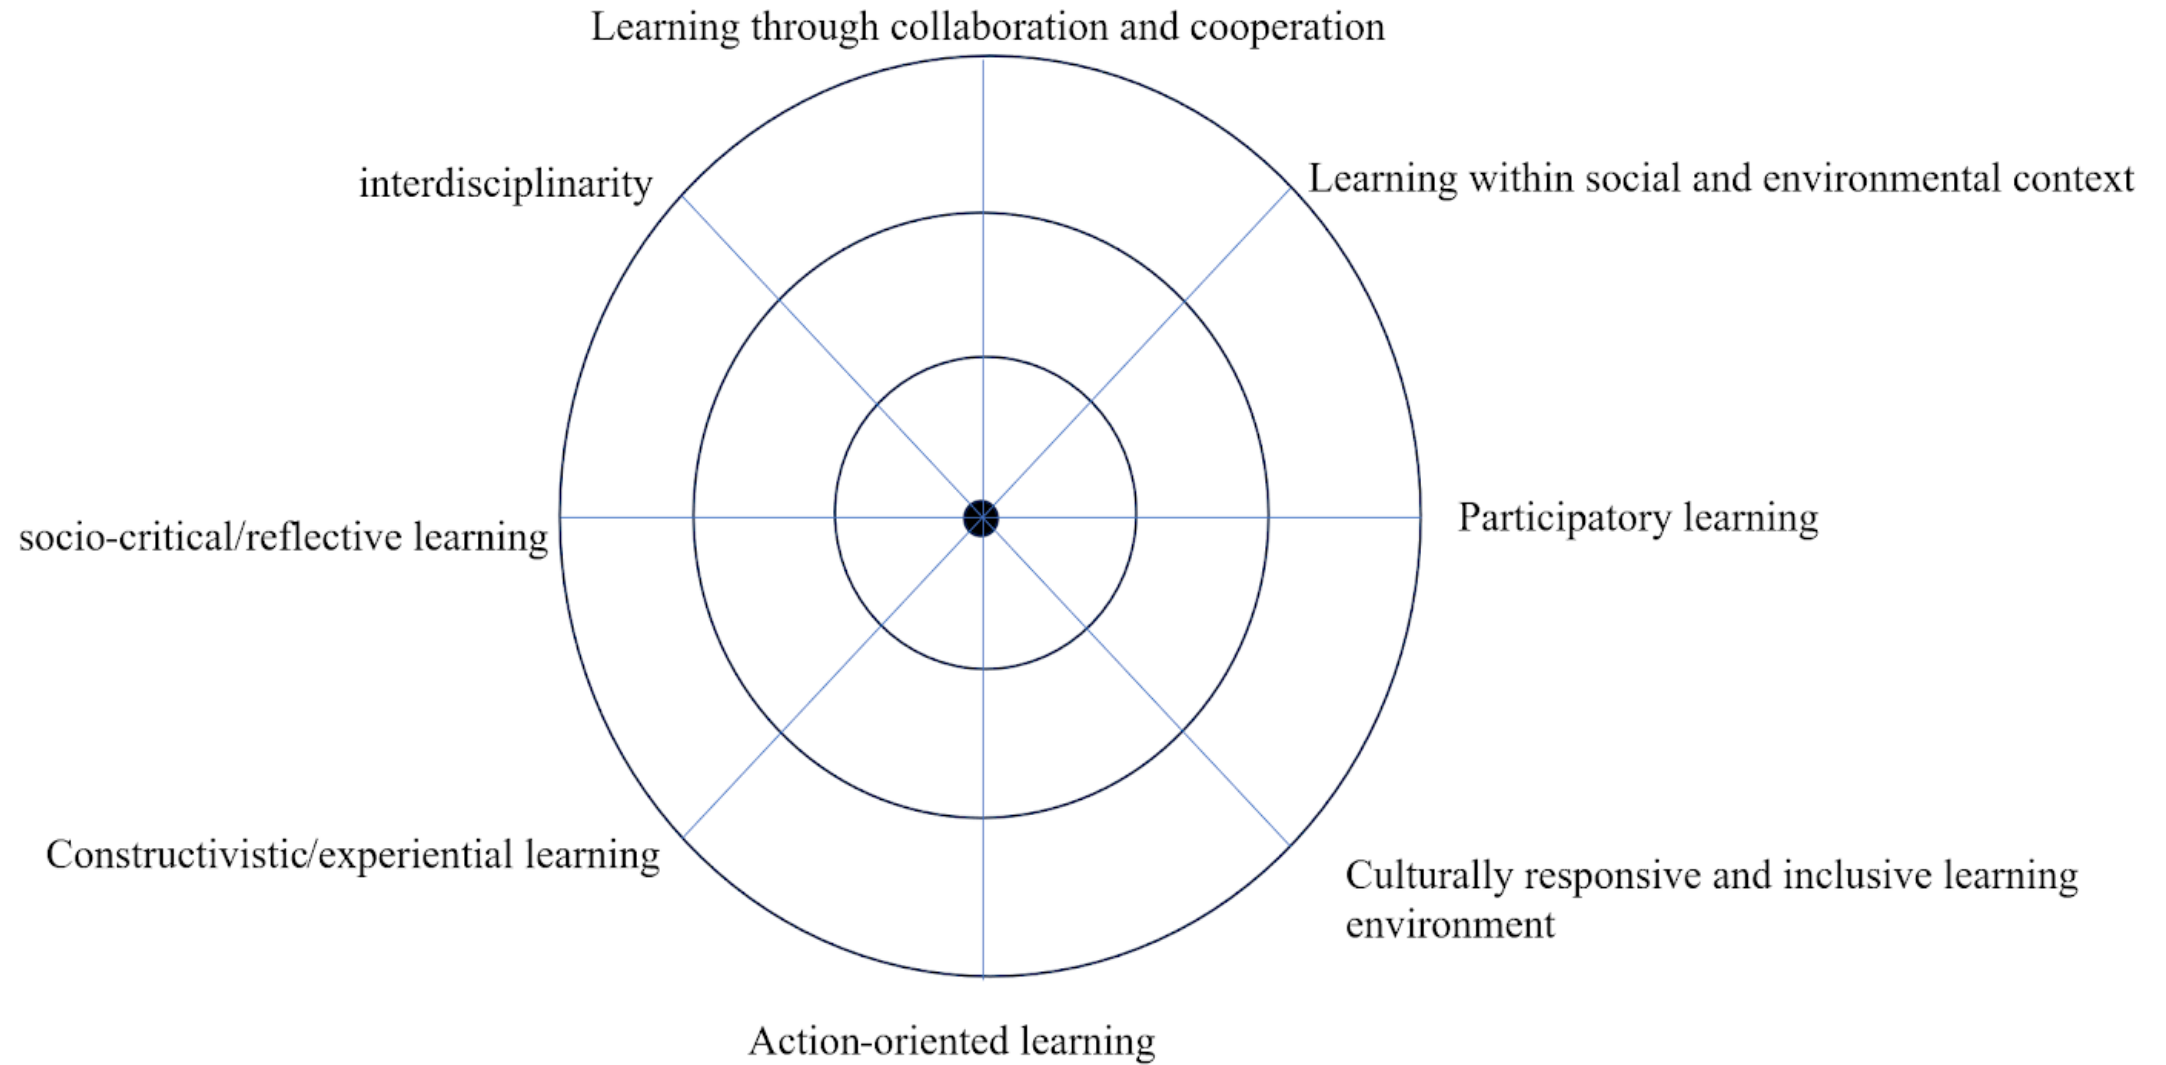 Learning through collaboration and cooperation
interdisciplinarity
Learning within social and environmental context
socio-critical/reflective learning
Participatory learning
Constructivistic/experiential learning
Culturally responsive and inclusive learning
environment
Action-oriented learning